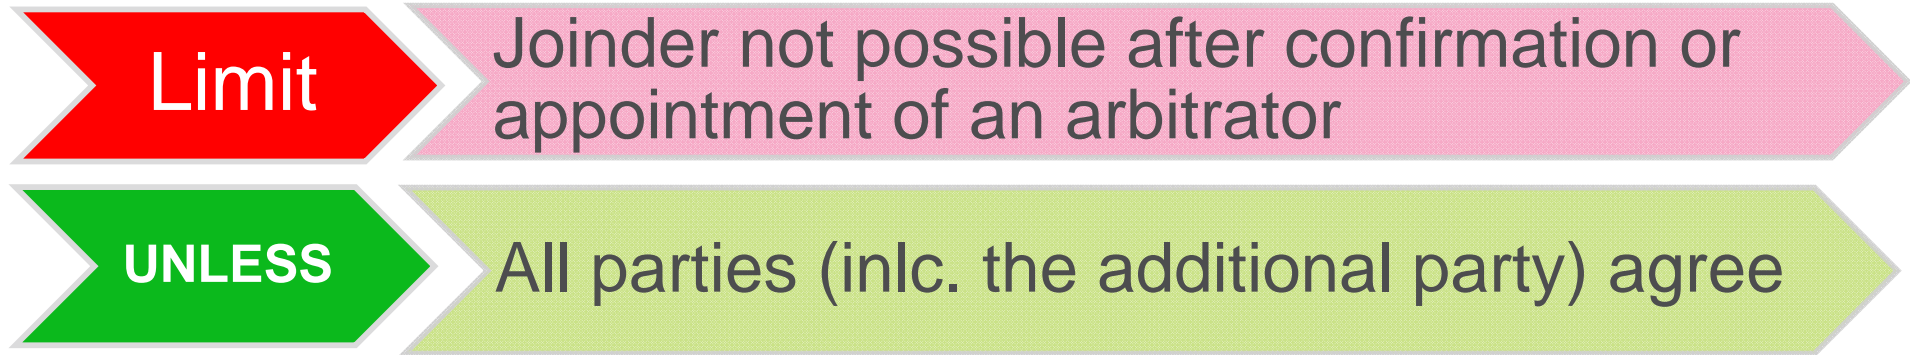 Limit
Joinder not possible after confirmation or
appointment of an arbitrator
UNLESS
All parties (inlc. the additional party) agree